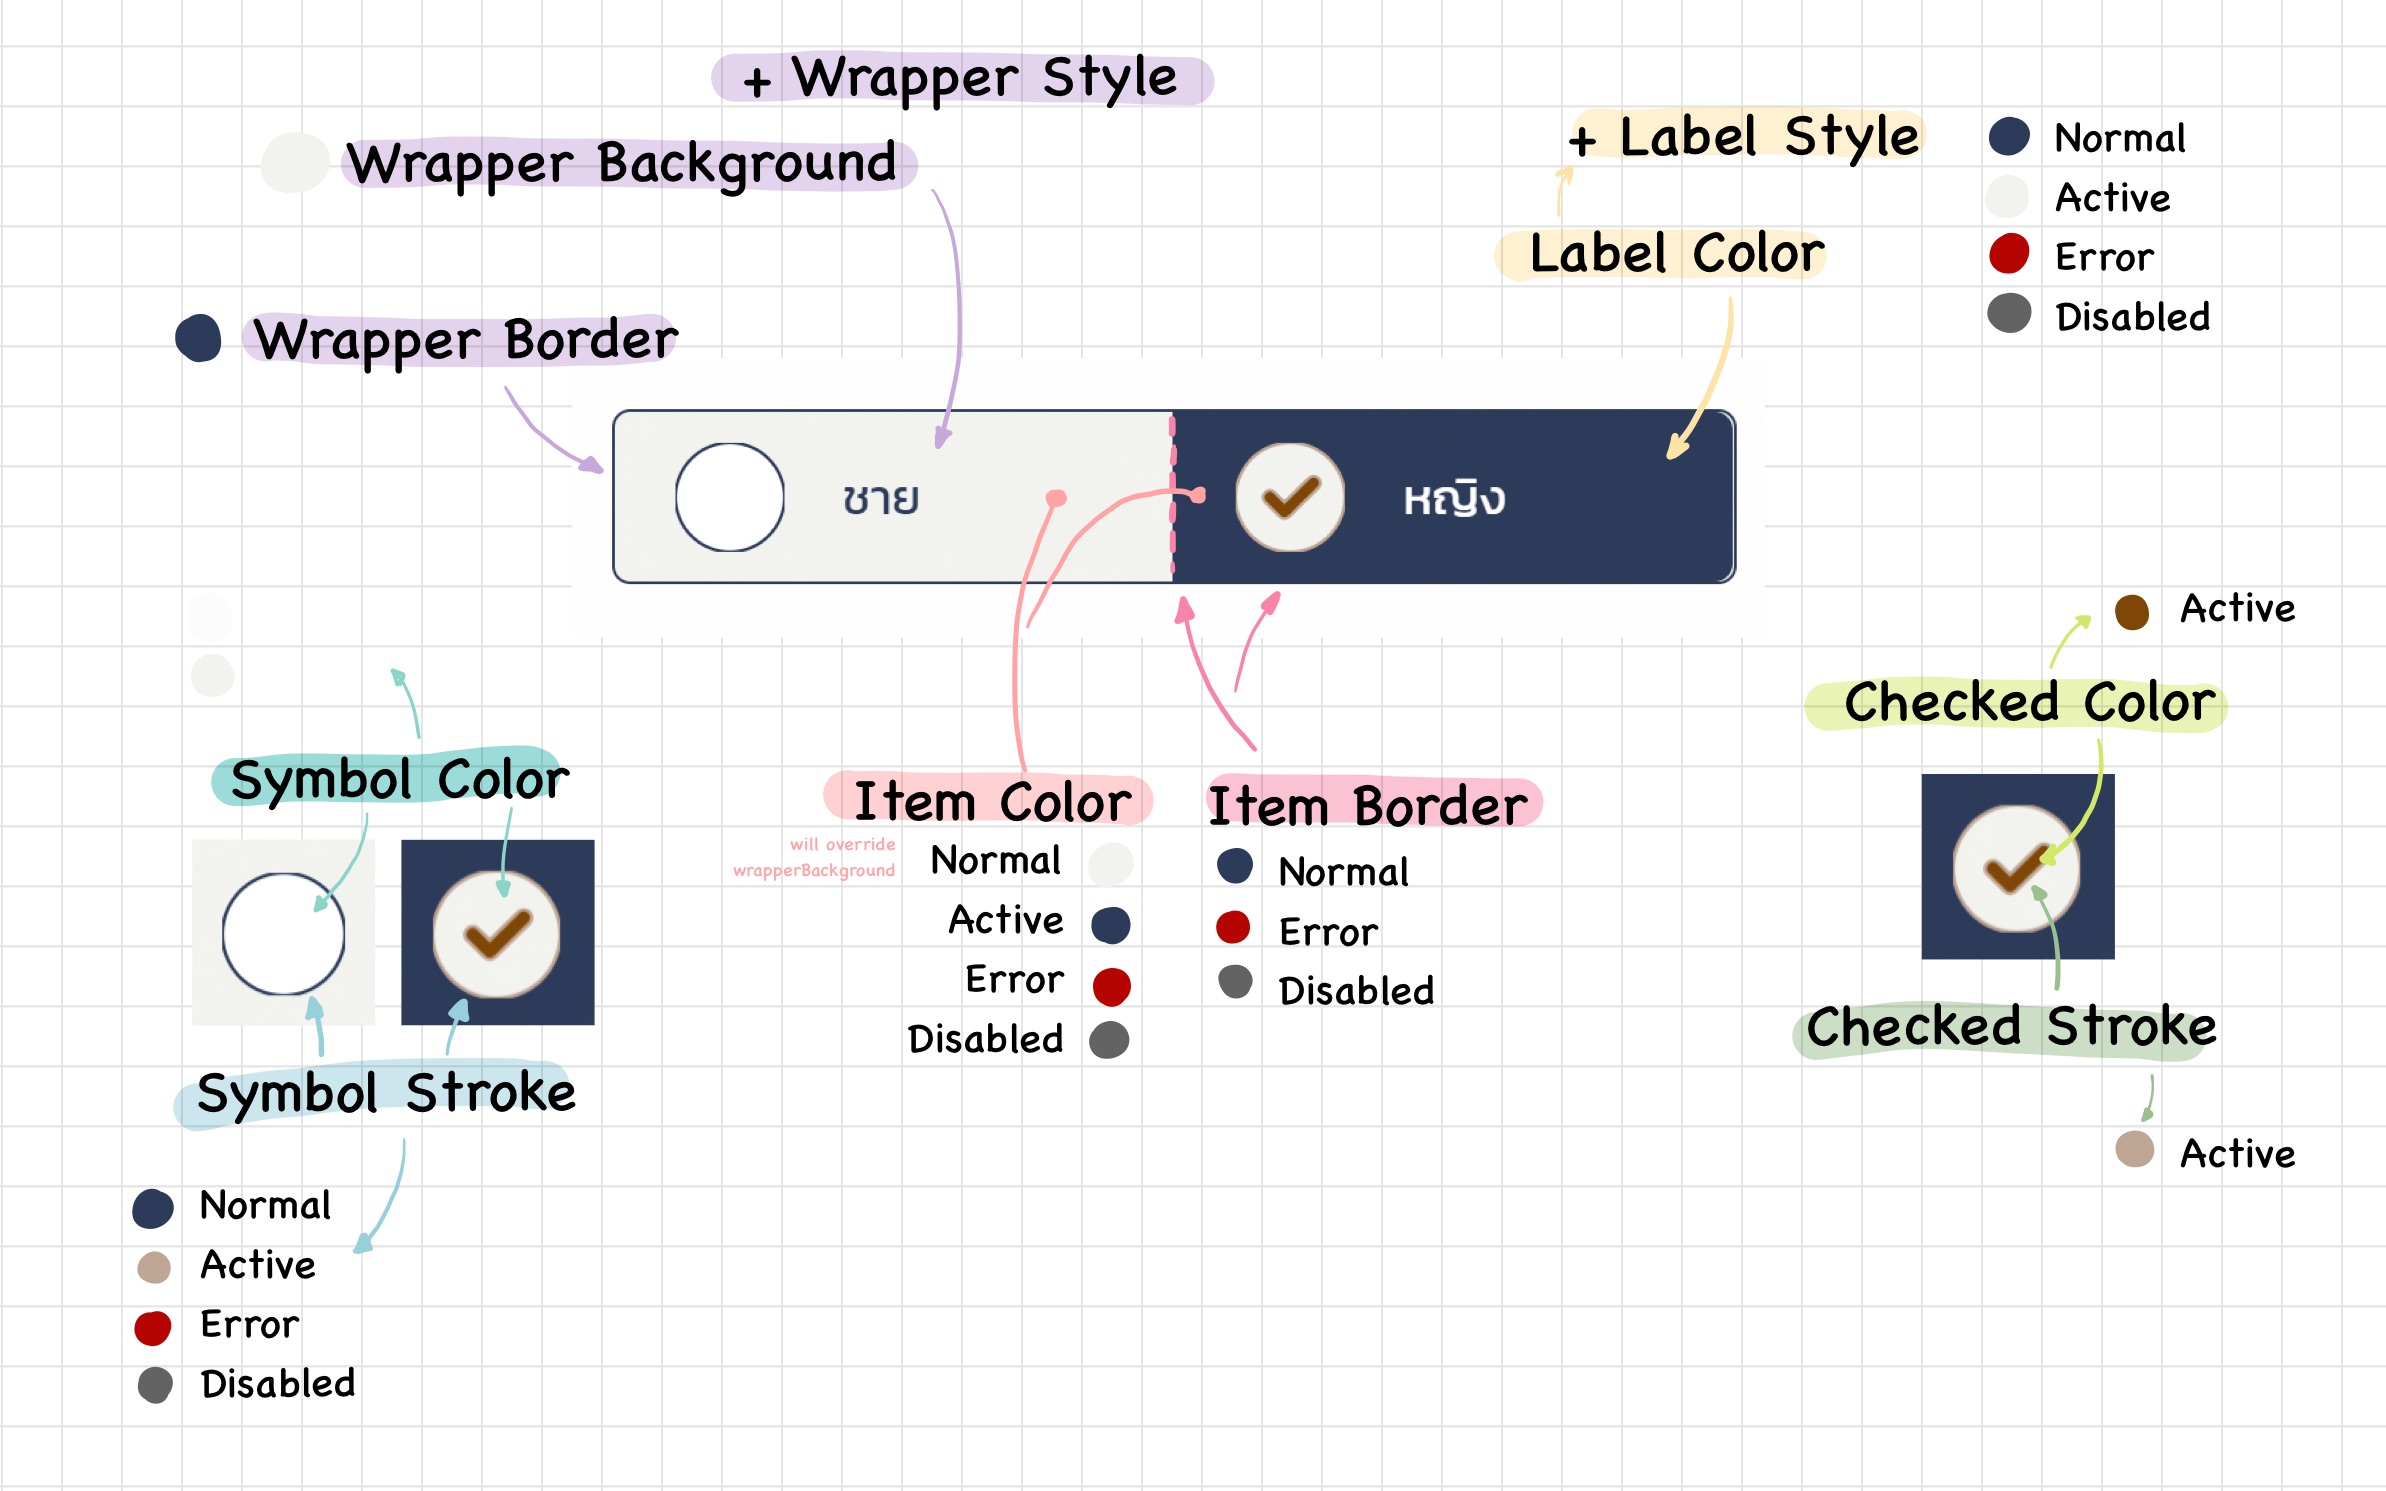 + Wrapper Style
Wrapper Background
Wrapper Border
+ Label Style
Label Color
Normal
Active
Error
Disabled
ชาย
หญิง
Symbol Color
Symbol Stroke
Normal
Active
Error
Disabled
Item Color
will override
wrapperBackground
Normal
Active
Error
Disabled
Item Border
Normal
Error
Disabled
Active
Checked Color
Checked Stroke
Active